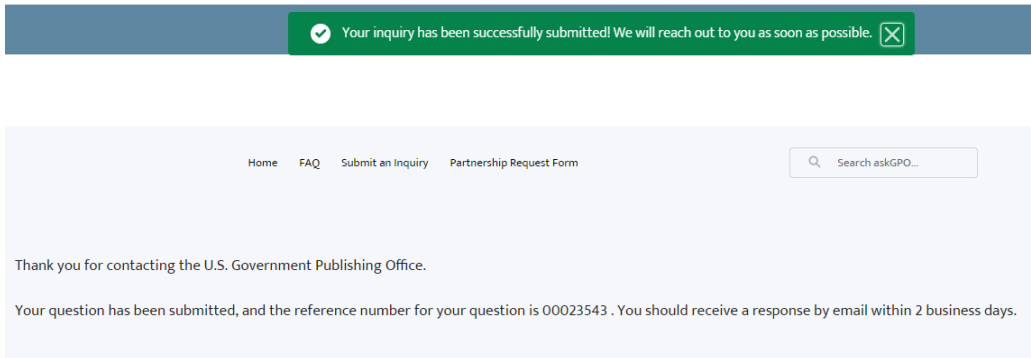 Your inquiry has been successfully submitted! We will reach out to you as soon as possible.
Home FAQ Submit an Inquiry Partnership Request Form Search askGPO...
Thank you for contacting the U.S. Government Publishing Office.
Your question has been submitted, and the reference number for your question is 00023543 . You should receive a response by email within 2 business days.